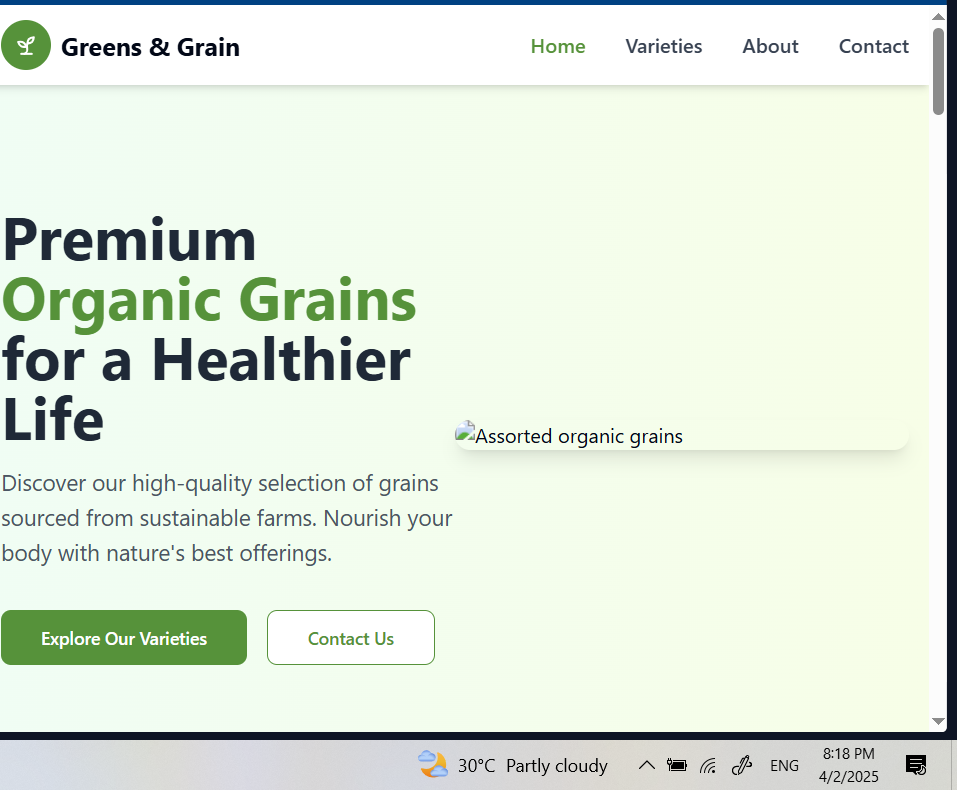 Greens & Grain
Home Varieties About Contact
Premium
Organic Grains
for a Healthier
Life
Assorted organic grains
Discover our high-quality selection of grains
sourced from sustainable farms. Nourish your
body with nature's best offerings.
Explore Our Varieties
Contact Us
30°C Partly cloudy
ENG
8:18 PM
4/2/2025